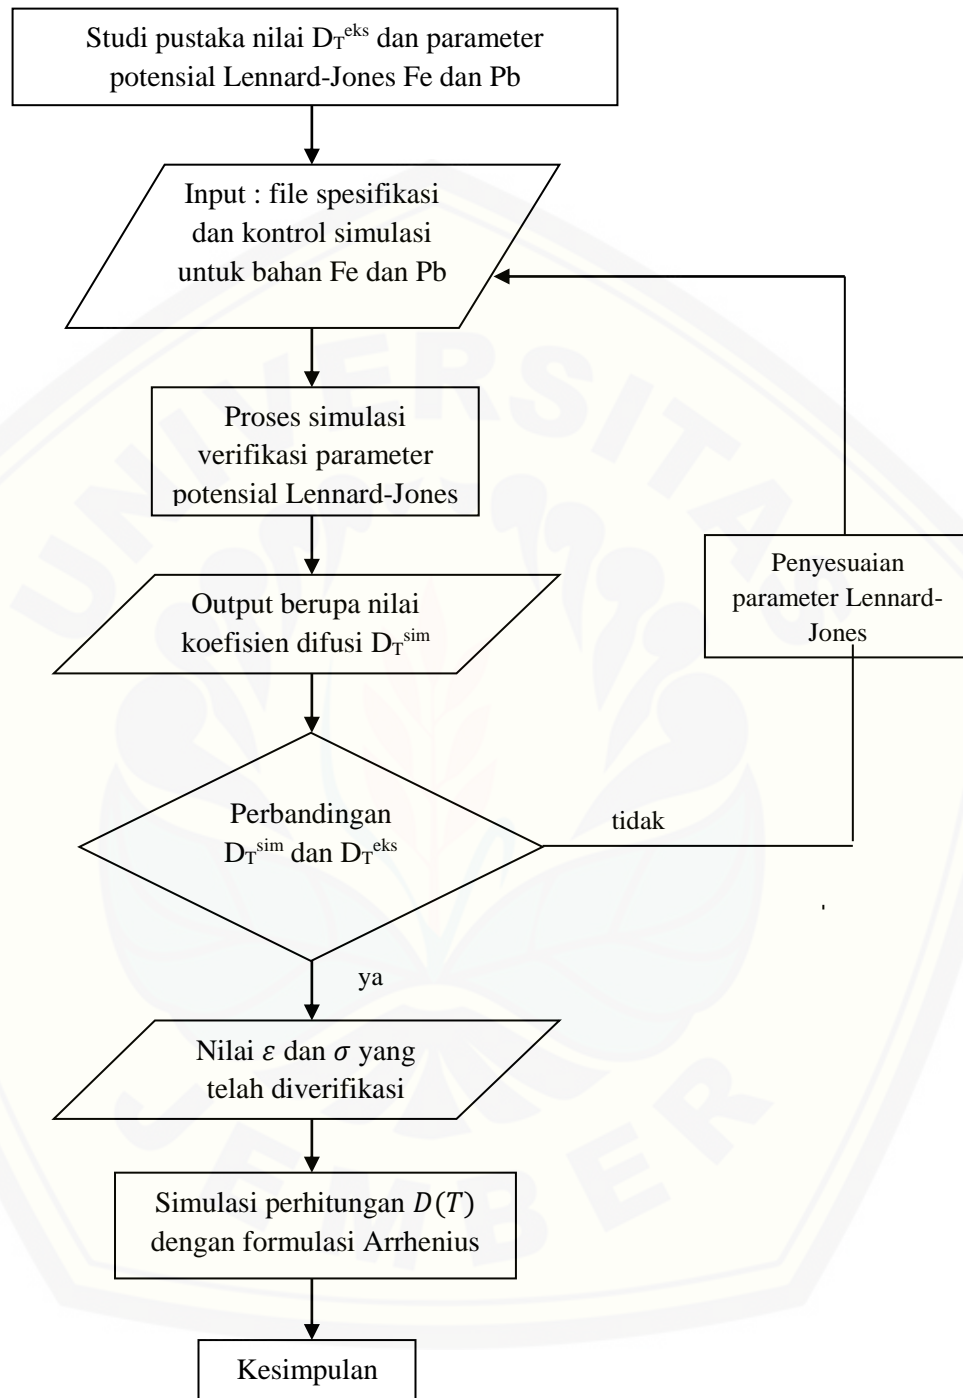 Studi pustaka nilai D_T^eks dan parameter
potensial Lennard-Jones Fe dan Pb
Input : file spesifikasi
dan kontrol simulasi
untuk bahan Fe dan Pb
Proses simulasi
verifikasi parameter
potensial Lennard-Jones
Output berupa nilai
koefisien difusi D_T^sim
Penyesuaian
parameter Lennard-
Jones
Perbandingan
D_T^sim dan D_T^eks
tidak
ya
Nilai 𝜀 dan 𝜎 yang
telah diverifikasi
Simulasi perhitungan 𝐷(𝑇)
dengan formulasi Arrhenius
Kesimpulan
UNIVERSITAS
JEMBER